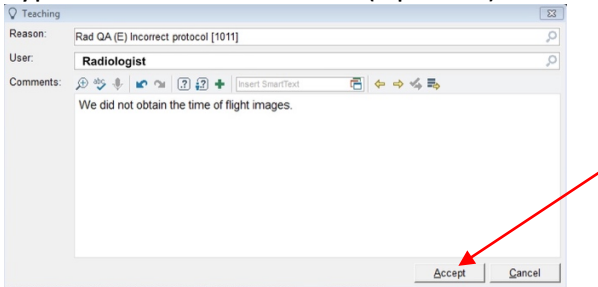 Teaching
Reason: Rad QA (E) Incorrect protocol [1011]
User: Radiologist
Comments: Insert SmartText
We did not obtain the time of flight images.
Accept Cancel